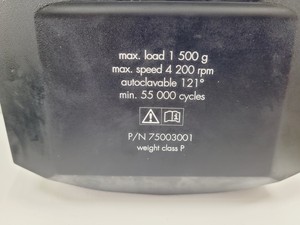 max. load 1 500 g
max. speed 4 200 rpm
autoclavable 121°
min. 55 000 cycles
P/N 75003001
weight class P